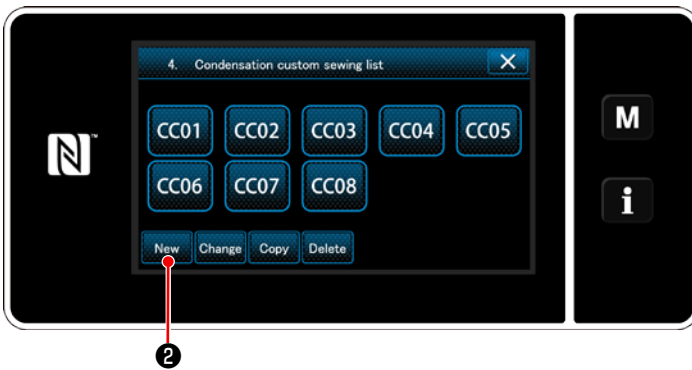 4. Condensation custom sewing list
CC01 CC02 CC03 CC04 CC05
CC06 CC07 CC08
New Change Copy Delete
M
i
N
❷